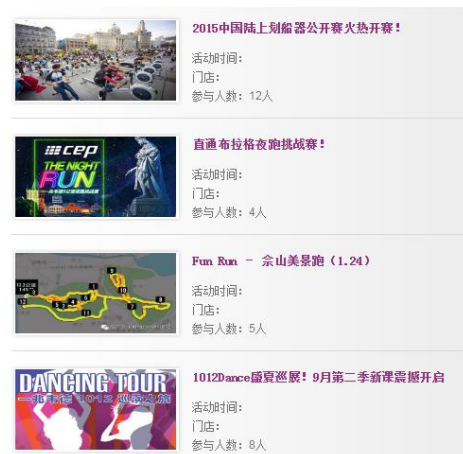 2015中国陆上划船器公开赛火热开赛！
活动时间：
门店：
参与人数：12人
cep
THE NIGHT
RUN
直通布拉格夜跑挑战赛！
活动时间：
门店：
参与人数：4人
Fun Run － 佘山美景跑（1.24）
活动时间：
门店：
参与人数：5人
DANCING TOUR
1012Dance盛夏巡展！9月第二季新课震撼开启
活动时间：
门店：
参与人数：8人